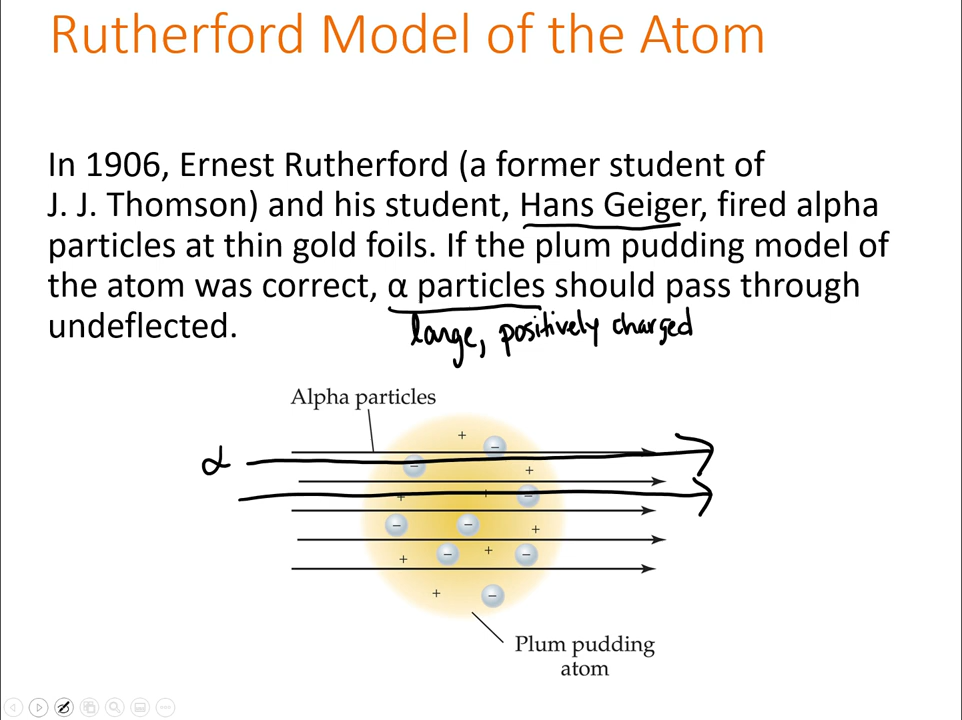 Rutherford Model of the Atom
In 1906, Ernest Rutherford (a former student of
J. J. Thomson) and his student, Hans Geiger, fired alpha
particles at thin gold foils. If the plum pudding model of
the atom was correct, α particles should pass through
undeflected.
large, positively charged
Alpha particles
α
+
−
−
+
+
+
−
−
−
+
+
−
+
−
+
−
Plum pudding
atom